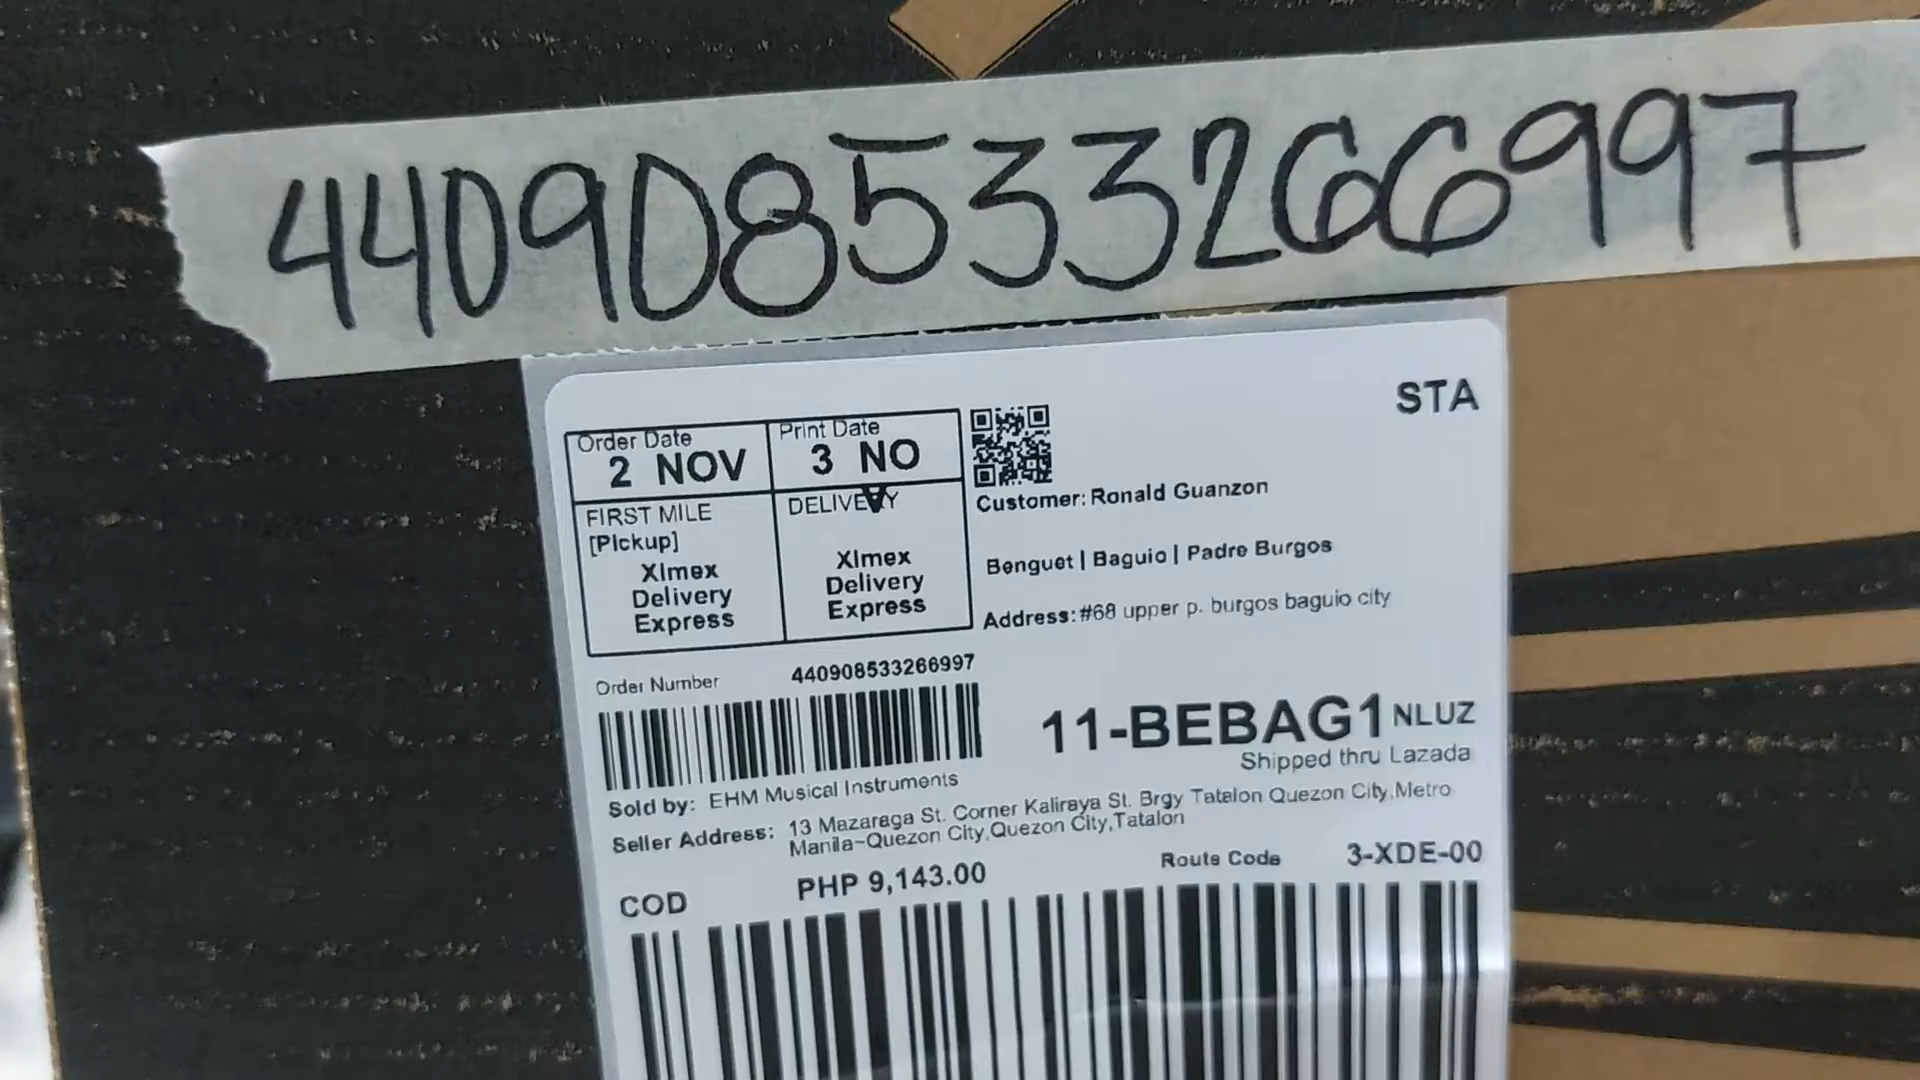 440908533266997
STA
Order Date
2 NOV
Print Date
3 NO
V
FIRST MILE
[Pickup]
Ximex
Delivery
Express
DELIVERY
Ximex
Delivery
Express
Customer: Ronald Guanzon
Benguet | Baguio | Padre Burgos
Address: #68 upper p. burgos baguio city
Order Number 440908533266997
11-BEBAG1 NLUZ
Shipped thru Lazada
Sold by: EHM Musical Instruments
Seller Address: 13 Mazaraga St. Corner Kaliraya St. Brgy Tatalon Quezon City,Metro
Manila~Quezon City,Quezon City,Tatalon
COD PHP 9,143.00 Route Code 3-XDE-00